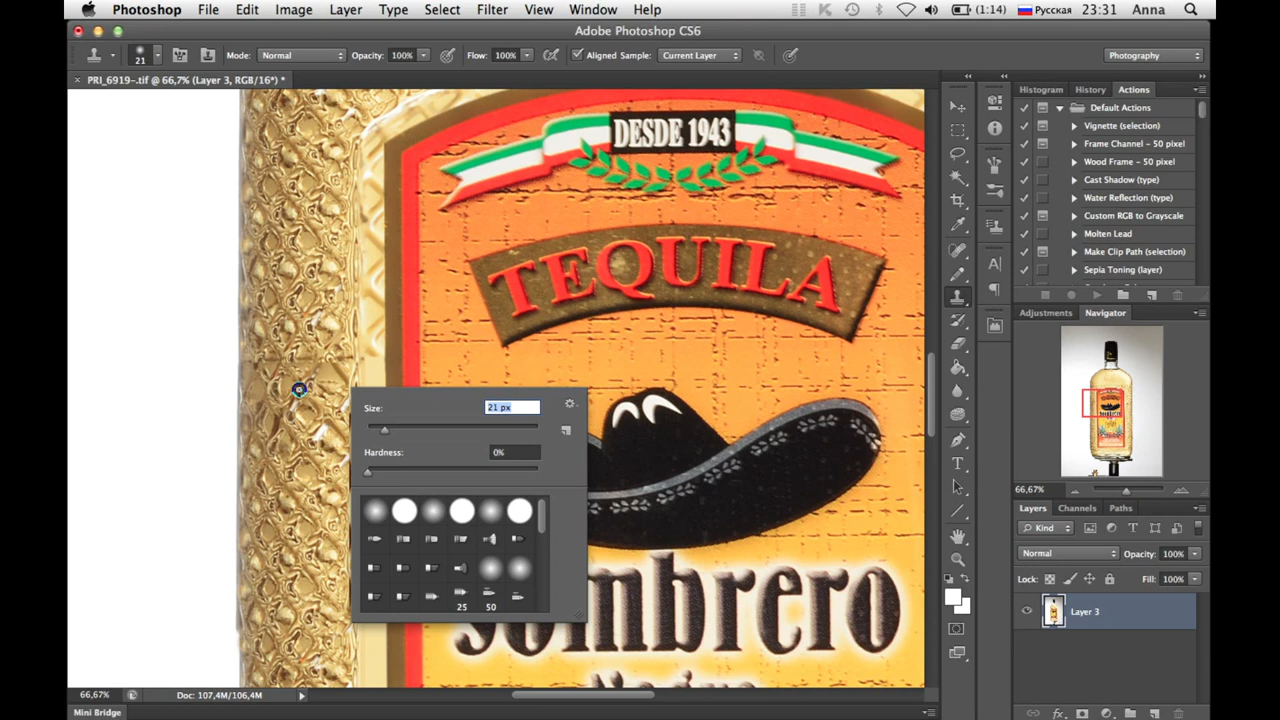 Photoshop File Edit Image Layer Type Select Filter View Window Help (1:14) Русская 23:31 Anna
Adobe Photoshop CS6
21 Mode: Normal Opacity: 100% Flow: 100% Aligned Sample: Current Layer Photography
PRI_6919-.tif @ 66,7% (Layer 3, RGB/16*) *
Histogram History Actions
Default Actions
Vignette (selection)
Frame Channel - 50 pixel
Wood Frame - 50 pixel
Cast Shadow (type)
Water Reflection (type)
Custom RGB to Grayscale
Molten Lead
Make Clip Path (selection)
Sepia Toning (layer)
DESDE 1943
TEQUILA
Sombrero
Size: 21 px
Hardness: 0%
25 50
Adjustments Navigator
66,67%
Layers Channels Paths
Kind
Normal Opacity: 100%
Lock: Fill: 100%
Layer 3
66,67% Doc: 107,4M/106,4M
Mini Bridge